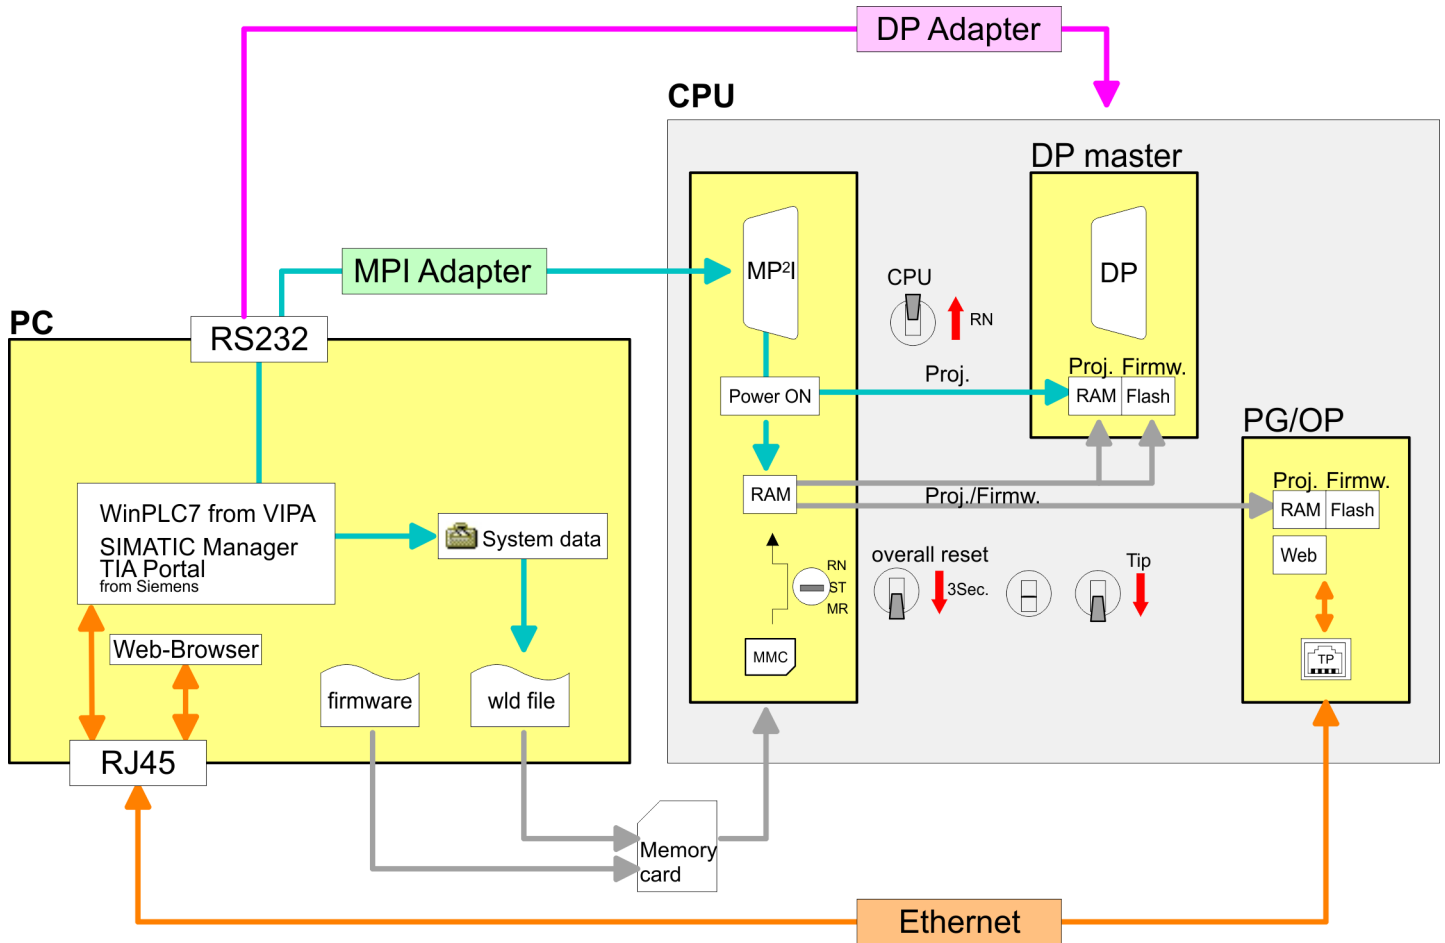 DP Adapter
CPU
DP master
MPI Adapter
MP²I
CPU
RN
DP
PC
RS232
Proj. Firmw.
Proj.
Power ON
RAM Flash
PG/OP
RAM
Proj./Firmw.
Proj. Firmw.
RAM Flash
WinPLC7 from VIPA
SIMATIC Manager
TIA Portal
from Siemens
System data
overall reset
Tip
Web
RN
ST
MR
3Sec.
Web-Browser
MMC
TP
firmware
wld file
RJ45
Memory
card
Ethernet